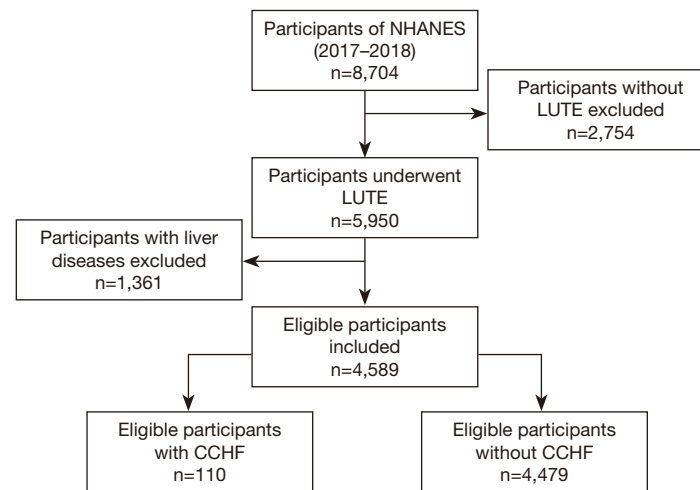 Participants of NHANES
(2017–2018)
n=8,704
Participants without
LUTE excluded
n=2,754
Participants underwent
LUTE
n=5,950
Participants with liver
diseases excluded
n=1,361
Eligible participants
included
n=4,589
Eligible participants
with CCHF
n=110
Eligible participants
without CCHF
n=4,479